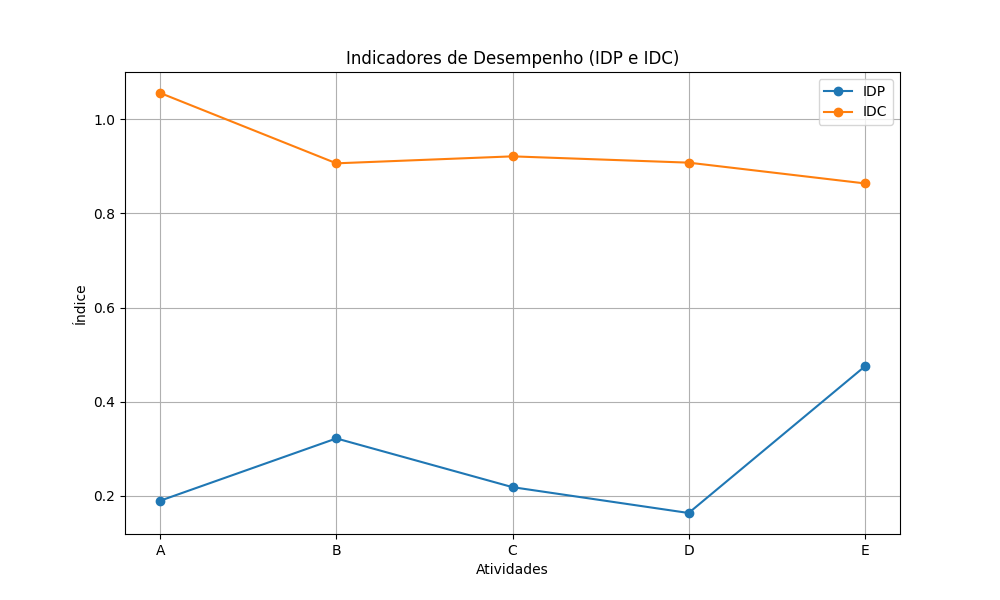 Indicadores de Desempenho (IDP e IDC)
IDP
IDC
1.0
0.8
0.6
0.4
0.2
Índice
A B C D E
Atividades